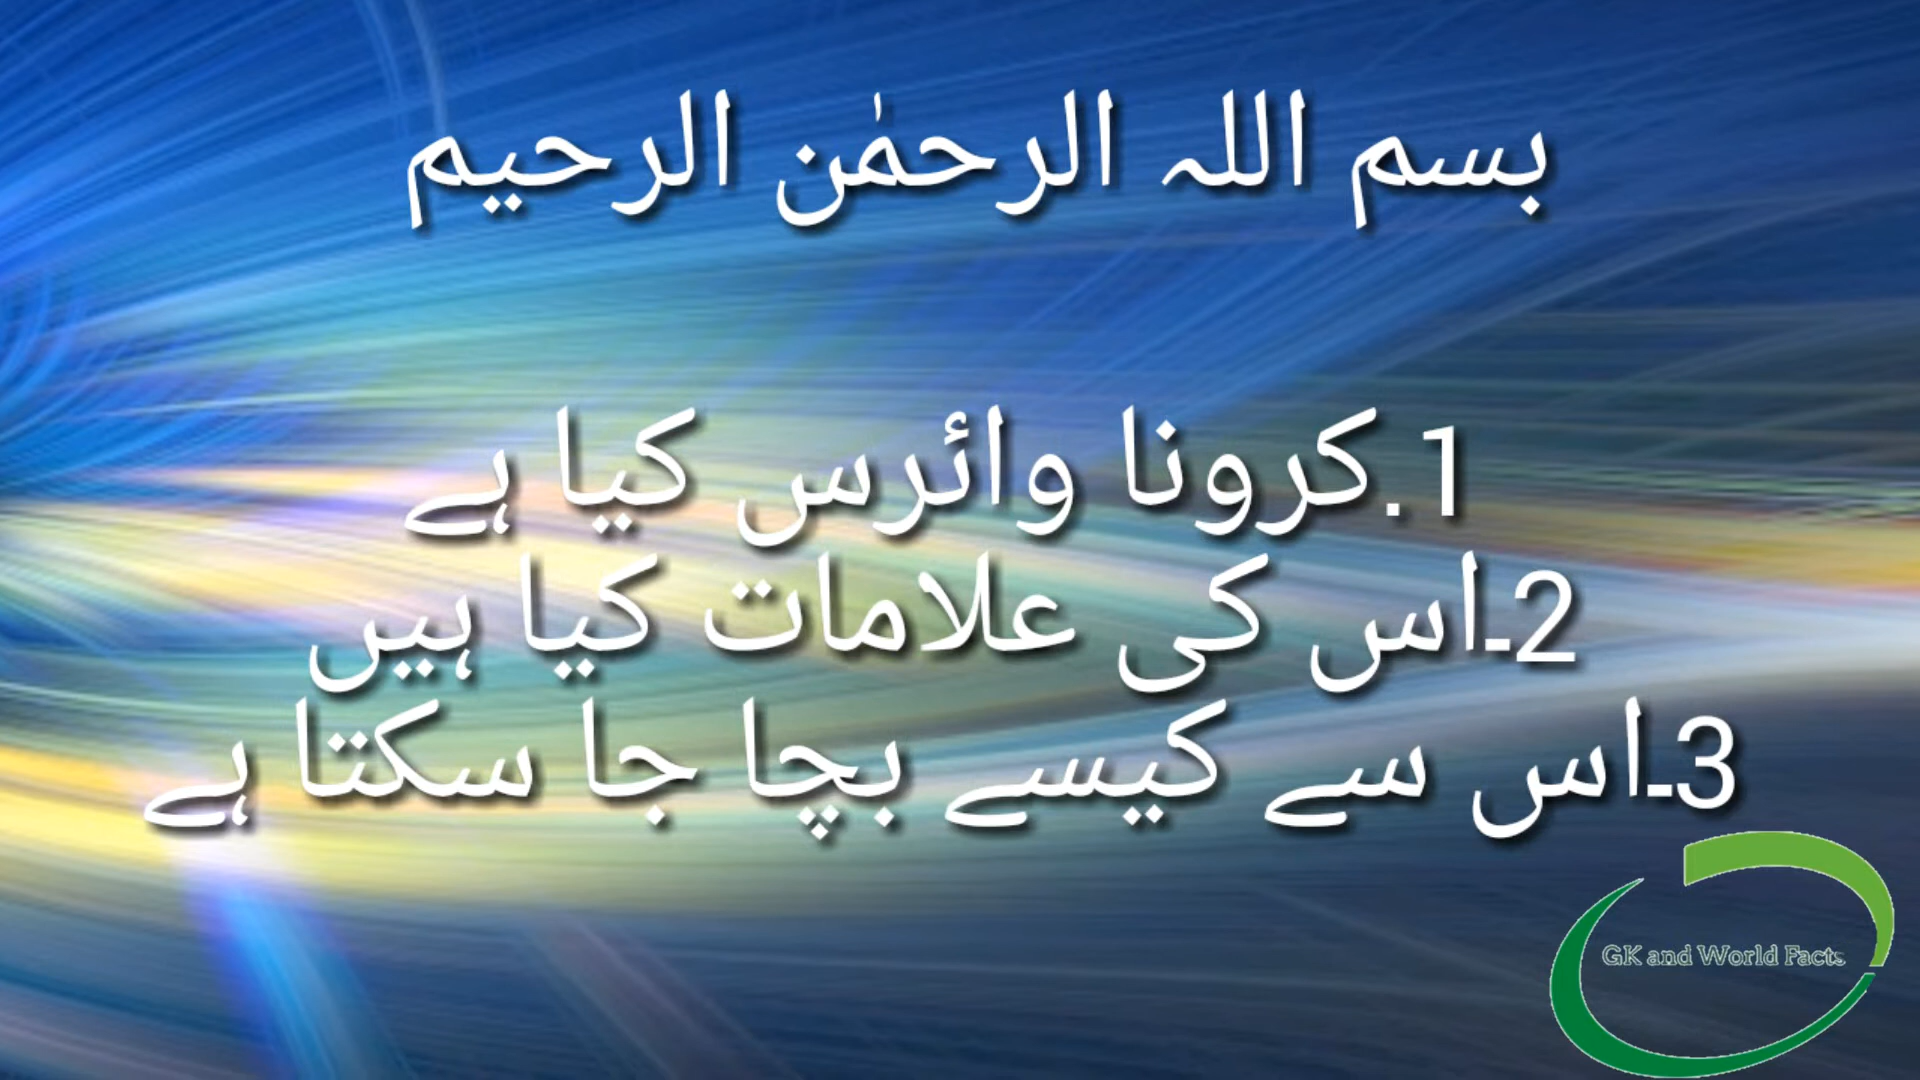 بسم اللہ الرحمٰن الرحیم
1.کرونا وائرس کیا ہے
2۔اس کی علامات کیا ہیں
3۔اس سے کیسے بچا جا سکتا ہے
GK and World Facts